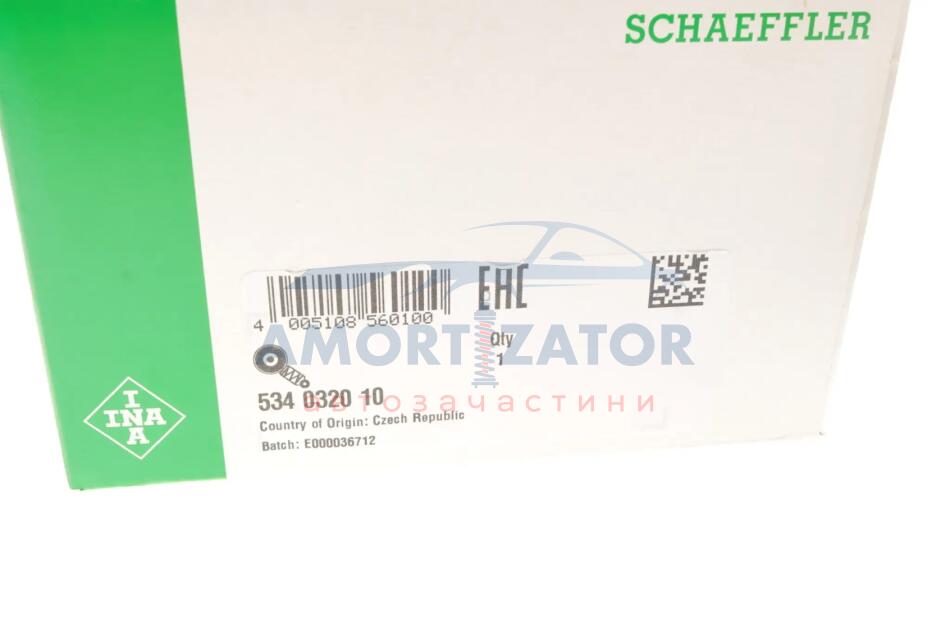 SCHAEFFLER
EAC
4 005108 560100
AMORTIZATOR
Qty
1
автозапчастини
534 0320 10
Country of Origin: Czech Republic
Batch: E000036712
I
INA
A